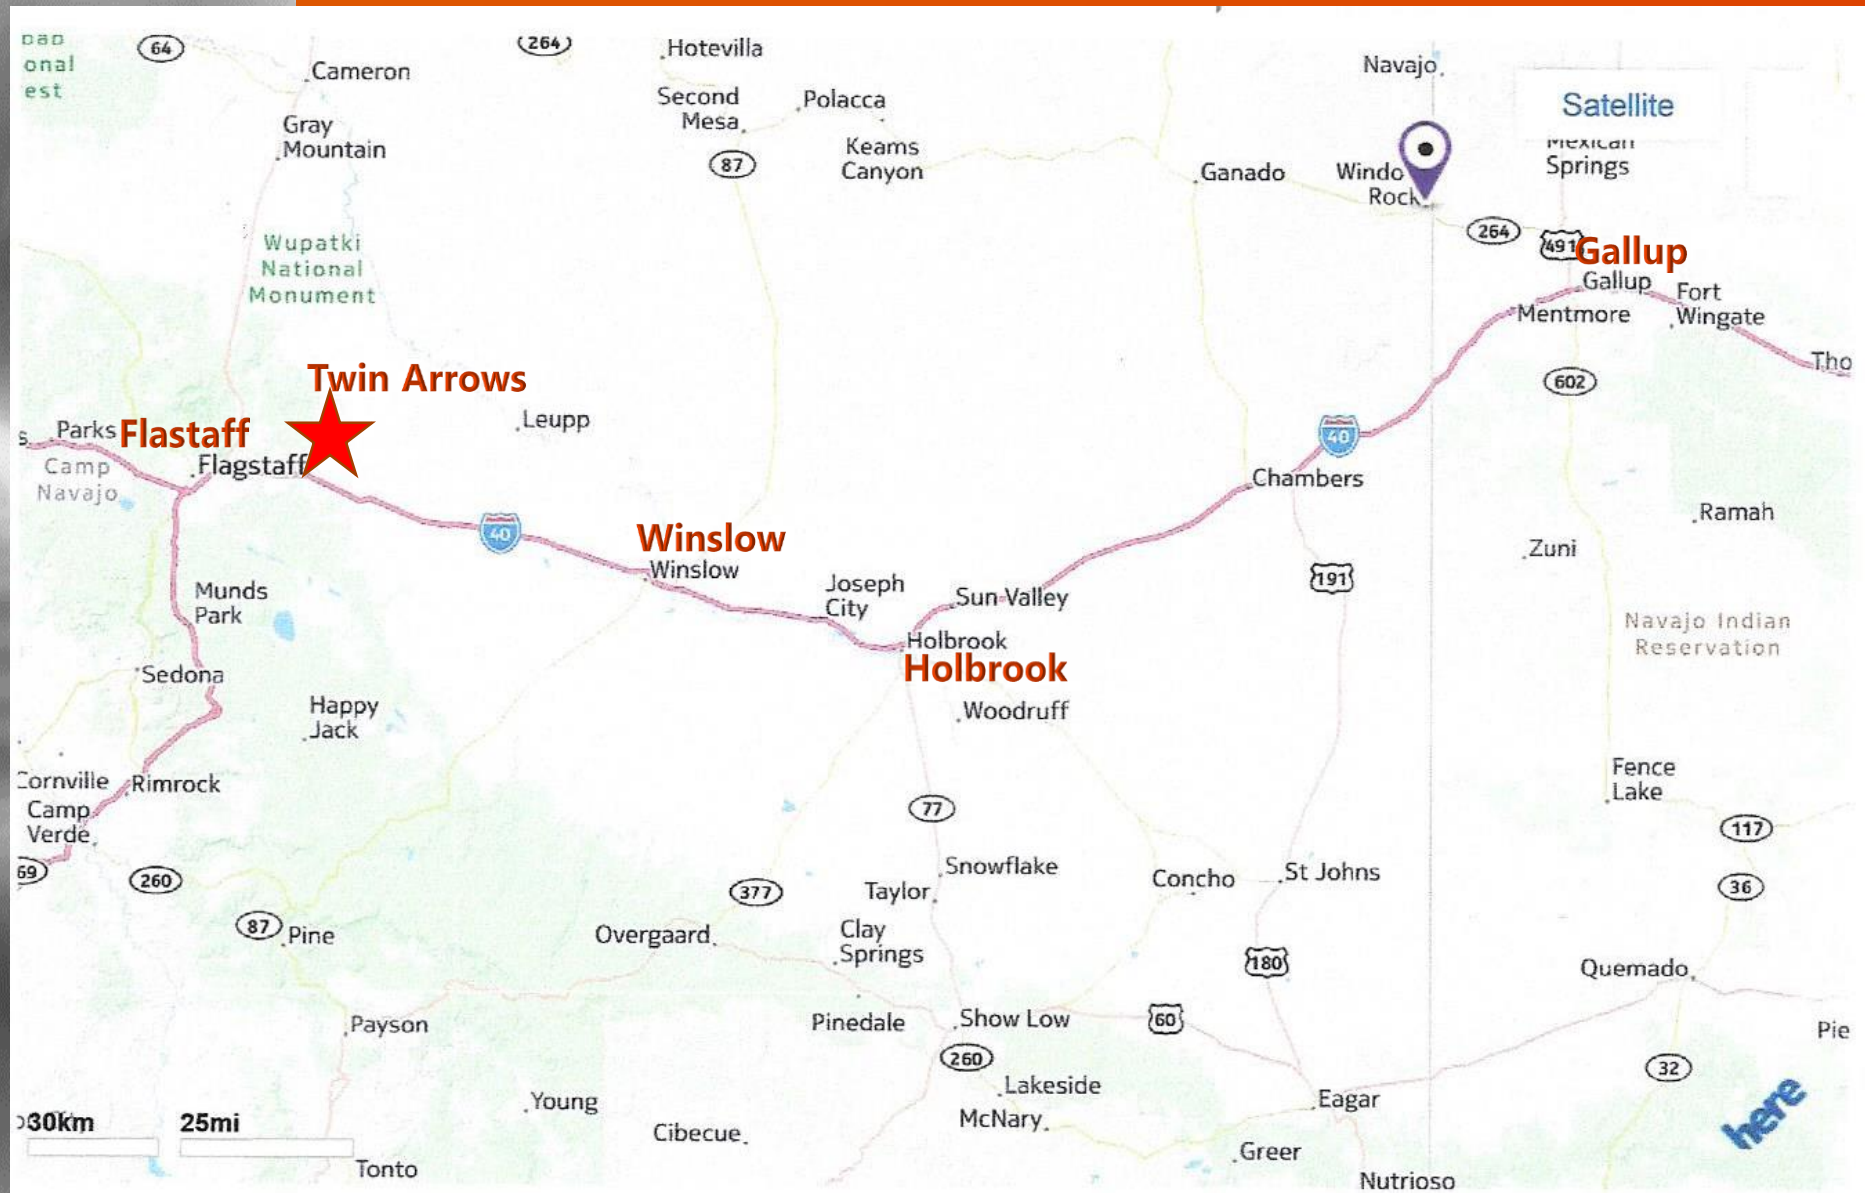 64
264
Hotevilla
onal
est
Cameron
Navajo
Second
Mesa
Polacca
Satellite
Gray
Mountain
87
Keams
Canyon
Mexican
Springs
Ganado
Windo
Rock
264
491
Gallup
Wupatki
National
Monument
Gallup
Fort
Wingate
Mentmore
Tho
Twin Arrows
602
Leupp
Parks
Flastaff
40
Camp
Navajo
Flagstaff
Chambers
40
Winslow
Winslow
Ramah
Zuni
191
Munds
Park
Joseph
City
Sun Valley
Holbrook
Holbrook
Navajo Indian
Reservation
Sedona
Happy
Jack
Woodruff
Cornville
Rimrock
Camp
Verde
Fence
Lake
77
117
69
260
377
Snowflake
Taylor
Concho
St Johns
36
87
Pine
Overgaard
Clay
Springs
180
Quemado
Payson
Pinedale
Show Low
60
Pie
260
32
Lakeside
Young
McNary
Eagar
here
30km
25mi
Cibecue
Greer
Tonto
Nutrioso